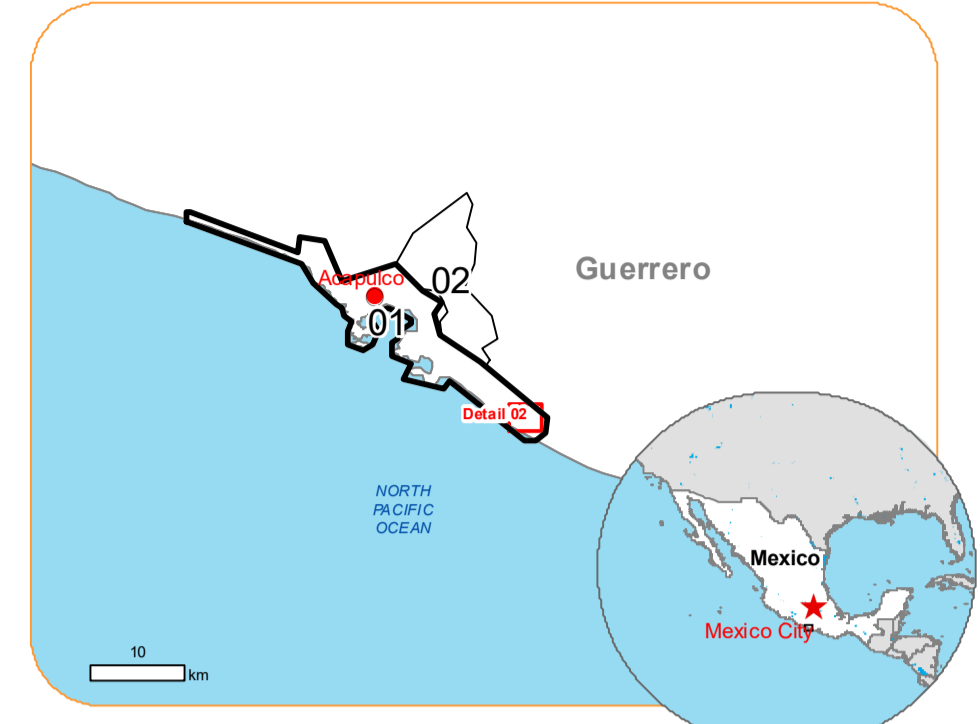 Guerrero
Acapulco
02
01
Detail 02
NORTH
PACIFIC
OCEAN
10
km
Mexico
Mexico City